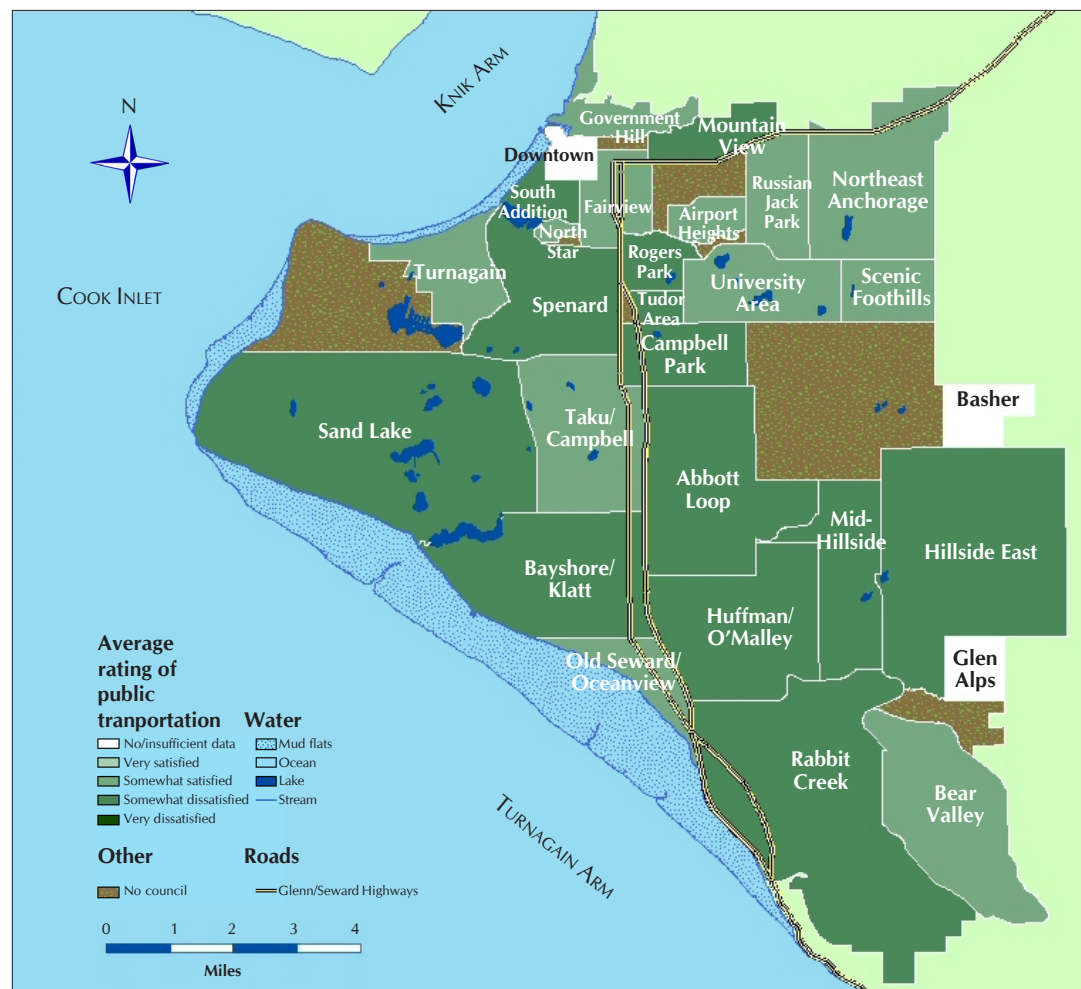 KNIK ARM
N
Government
Hill
Mountain
View
Downtown
South
Addition
Fairview
Russian
Jack
Park
Northeast
Anchorage
Airport
Heights
North
Star
Turnagain
Rogers
Park
COOK INLET
Spenard
University
Area
Scenic
Foothills
Tudor
Area
Campbell
Park
Basher
Sand Lake
Taku/
Campbell
Abbott
Loop
Mid-
Hillside
Hillside East
Bayshore/
Klatt
Huffman/
O'Malley
Old Seward/
Oceanview
Glen
Alps
Rabbit
Creek
Bear
Valley
TURNAGAIN ARM
Average
rating of
public
tranportation
No/insufficient data
Very satisfied
Somewhat satisfied
Somewhat dissatisfied
Very dissatisfied
Water
Mud flats
Ocean
Lake
Stream
Other
No council
Roads
Glenn/Seward Highways
0 1 2 3 4
Miles